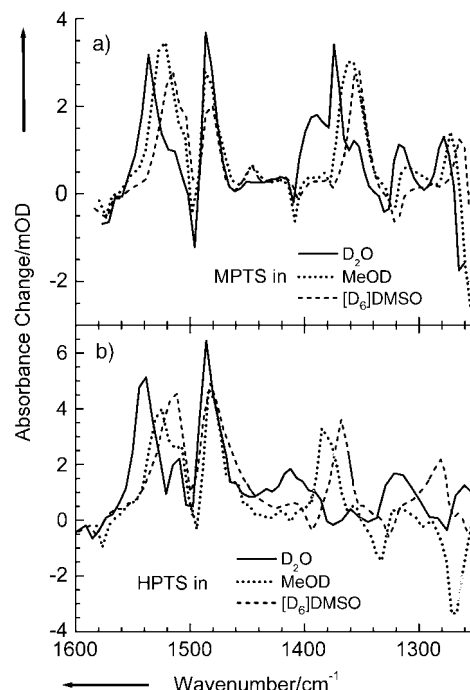 a)
4
2
0
-2
D₂O
MPTS in
MeOD
[D₆]DMSO
Absorbance Change/mOD
b)
6
4
2
0
-2
-4
D₂O
HPTS in
MeOD
[D₆]DMSO
1600
1500
1400
1300
Wavenumber/cm⁻¹